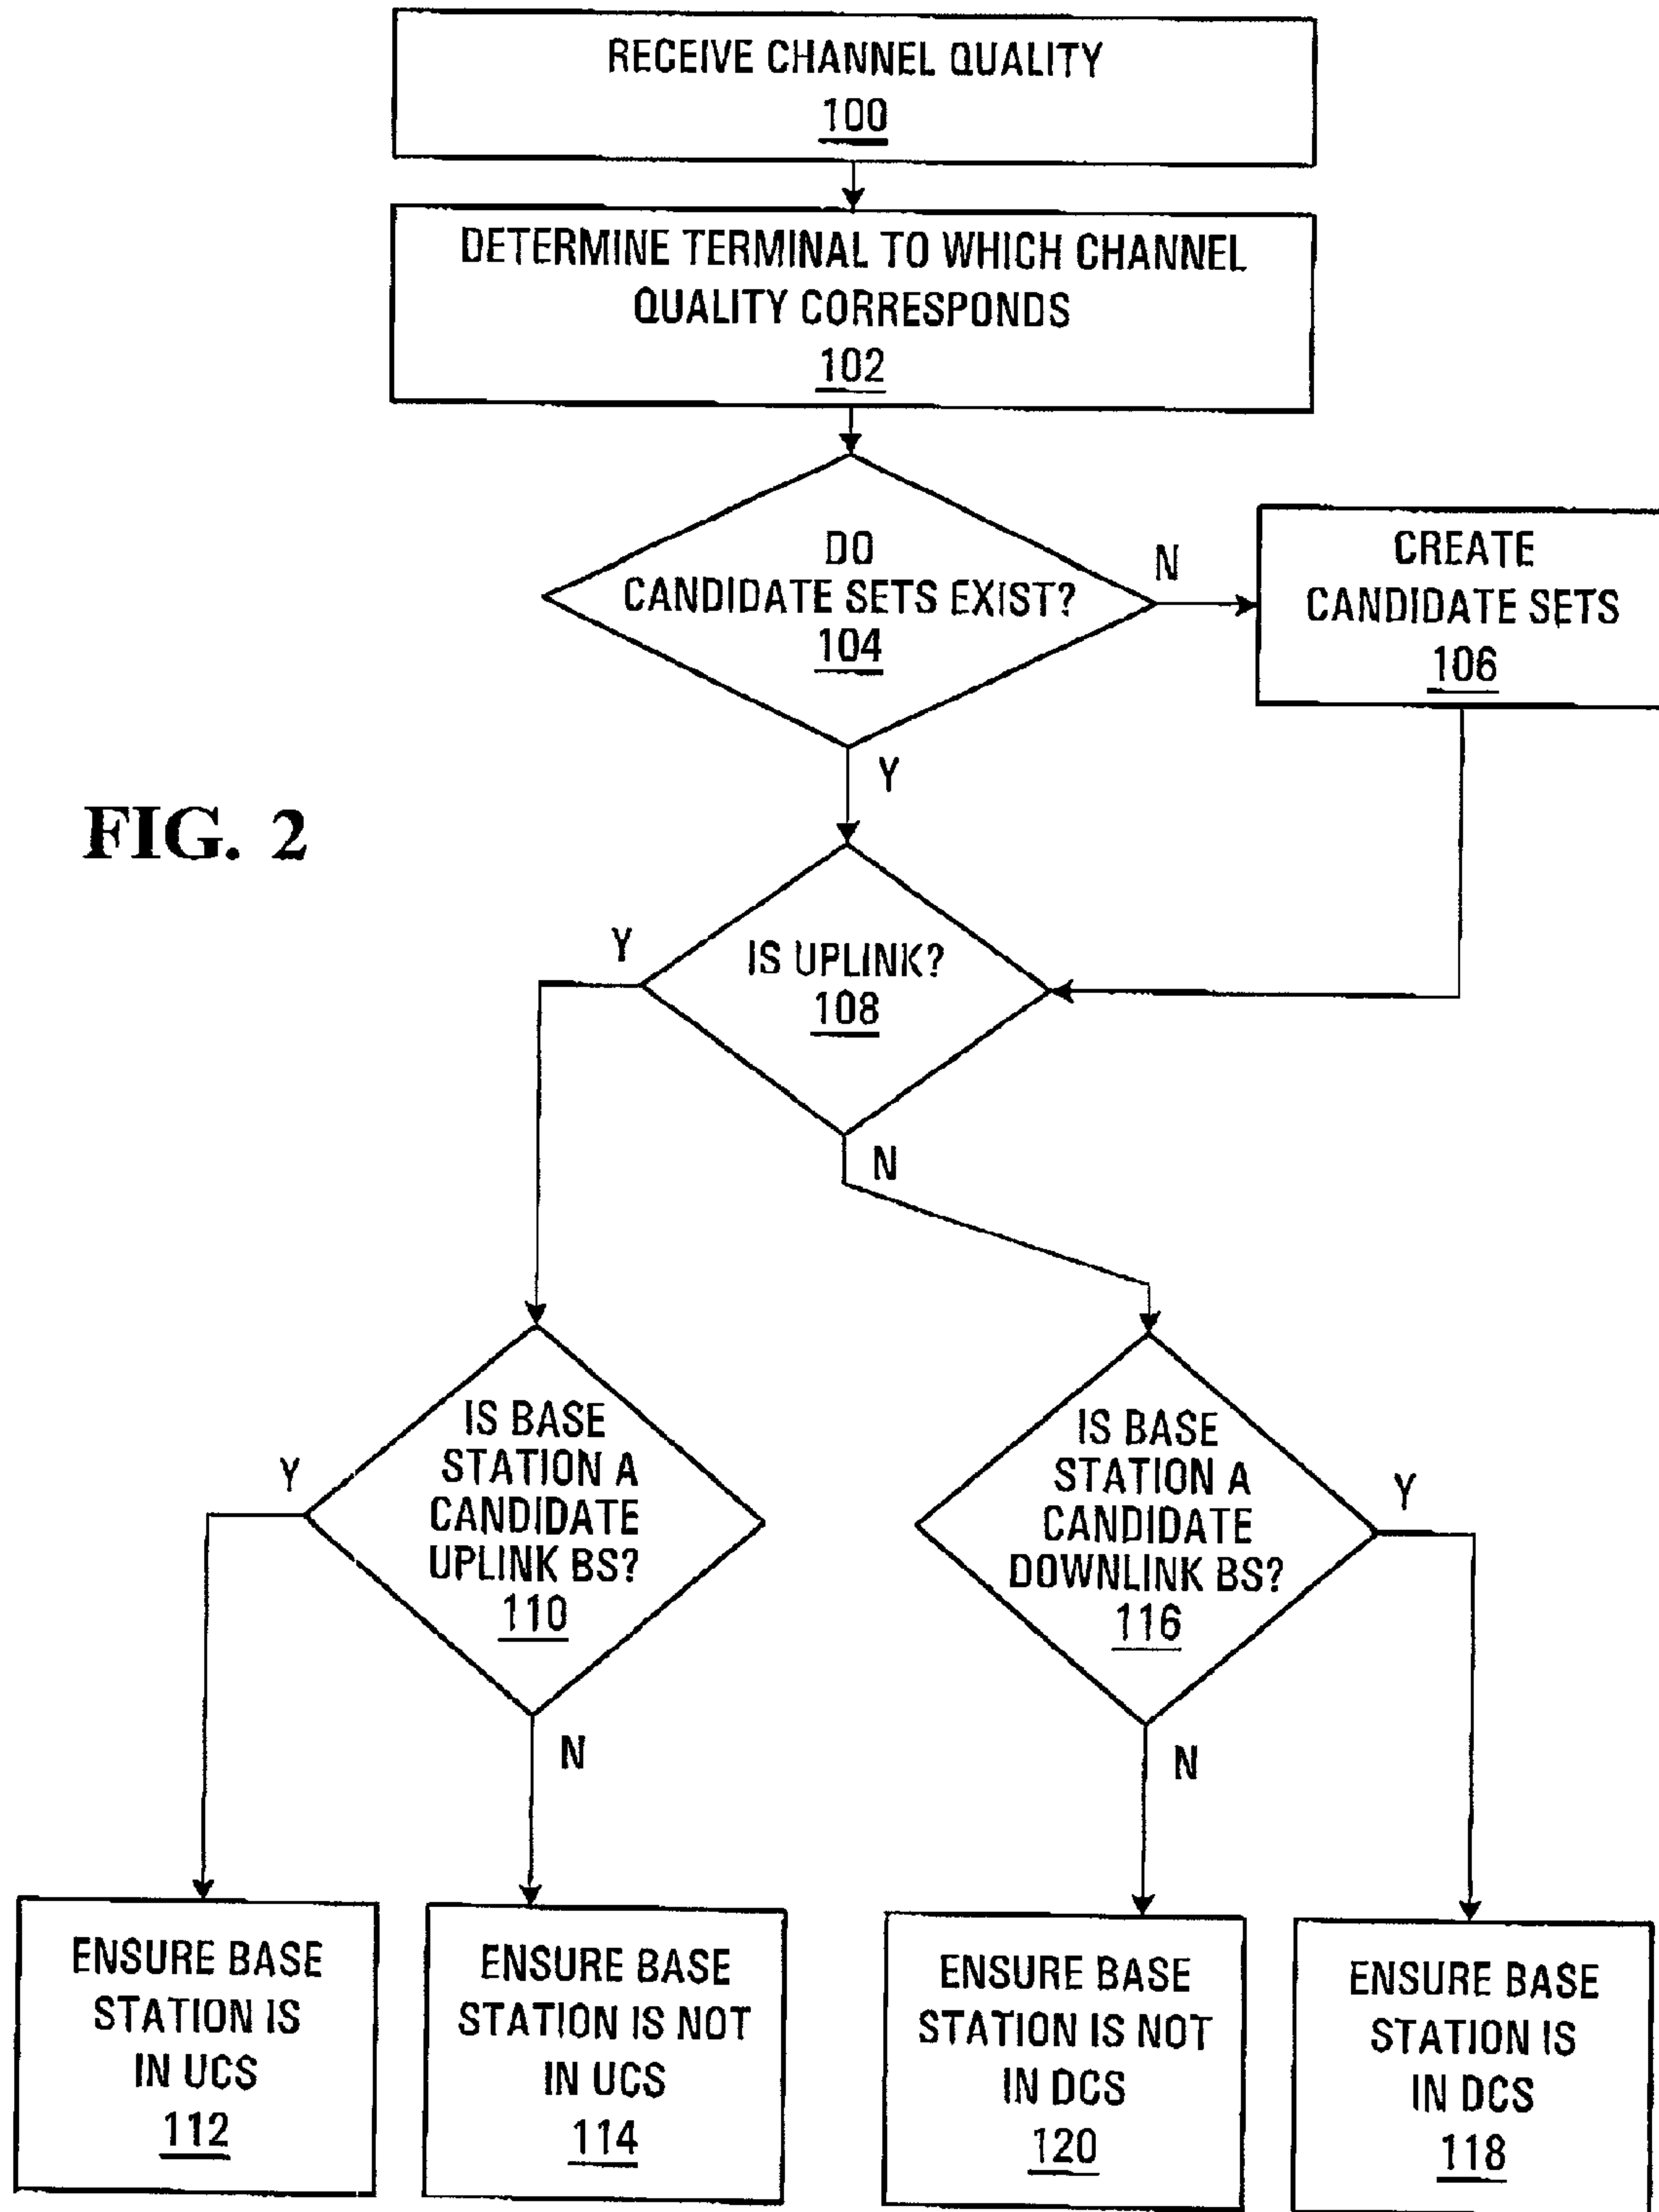 RECEIVE CHANNEL QUALITY
100
DETERMINE TERMINAL TO WHICH CHANNEL
QUALITY CORRESPONDS
102
DO
CANDIDATE SETS EXIST?
104
N
CREATE
CANDIDATE SETS
106
Y
FIG. 2
Y
IS UPLINK?
108
N
IS BASE
STATION A
CANDIDATE
UPLINK BS?
110
Y
N
IS BASE
STATION A
CANDIDATE
DOWNLINK BS?
116
Y
N
ENSURE BASE
STATION IS
IN UCS
112
ENSURE BASE
STATION IS NOT
IN UCS
114
ENSURE BASE
STATION IS NOT
IN DCS
120
ENSURE BASE
STATION IS
IN DCS
118